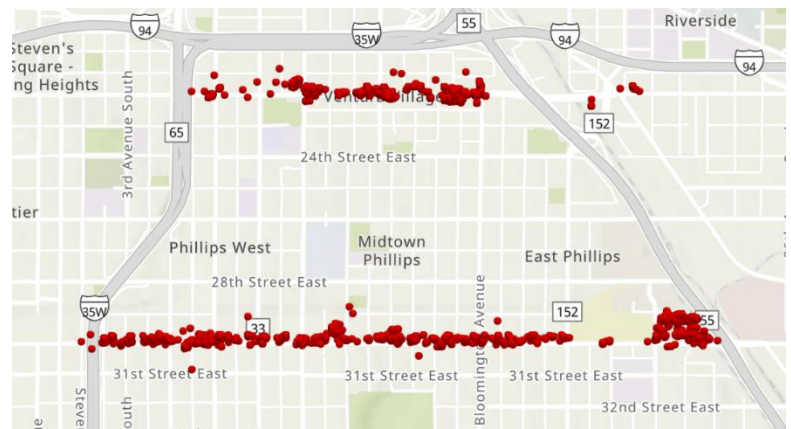 55
Riverside
94
35W
94
Steven's
Square -
ng Heights
94
3rd Avenue South
65
Ventura Village
152
24th Street East
tier
Phillips West
Midtown
Phillips
East Phillips
28th Street East
35W
33
152
55
Bloomington Avenue
31st Street East
31st Street East
31st Street East
Steve
outh
32nd Street East